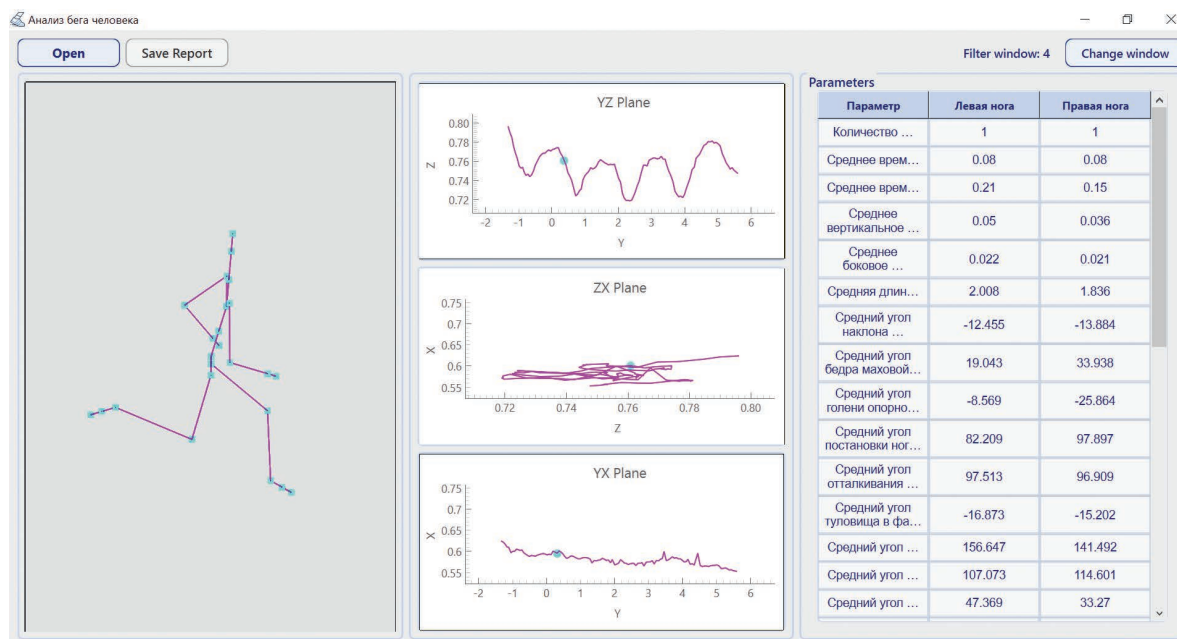 Анализ бега человека
Open Save Report Filter window: 4 Change window
YZ Plane
0.80
0.78
0.76
0.74
0.72
Z
-2 -1 0 1 2 3 4 5 6
Y
ZX Plane
0.75
0.7
0.65
0.6
0.55
X
0.72 0.74 0.76 0.78 0.80
Z
YX Plane
0.75
0.7
0.65
0.6
0.55
X
-2 -1 0 1 2 3 4 5 6
Y
Parameters
Параметр Левая нога Правая нога
Количество ... 1 1
Среднее врем... 0.08 0.08
Среднее врем... 0.21 0.15
Среднее
вертикальное ... 0.05 0.036
Среднее
боковое ... 0.022 0.021
Средняя длин... 2.008 1.836
Средний угол
наклона ... -12.455 -13.884
Средний угол
бедра маховой... 19.043 33.938
Средний угол
голени опорно... -8.569 -25.864
Средний угол
постановки ног... 82.209 97.897
Средний угол
отталкивания ... 97.513 96.909
Средний угол
туловища в фа... -16.873 -15.202
Средний угол ... 156.647 141.492
Средний угол ... 107.073 114.601
Средний угол ... 47.369 33.27